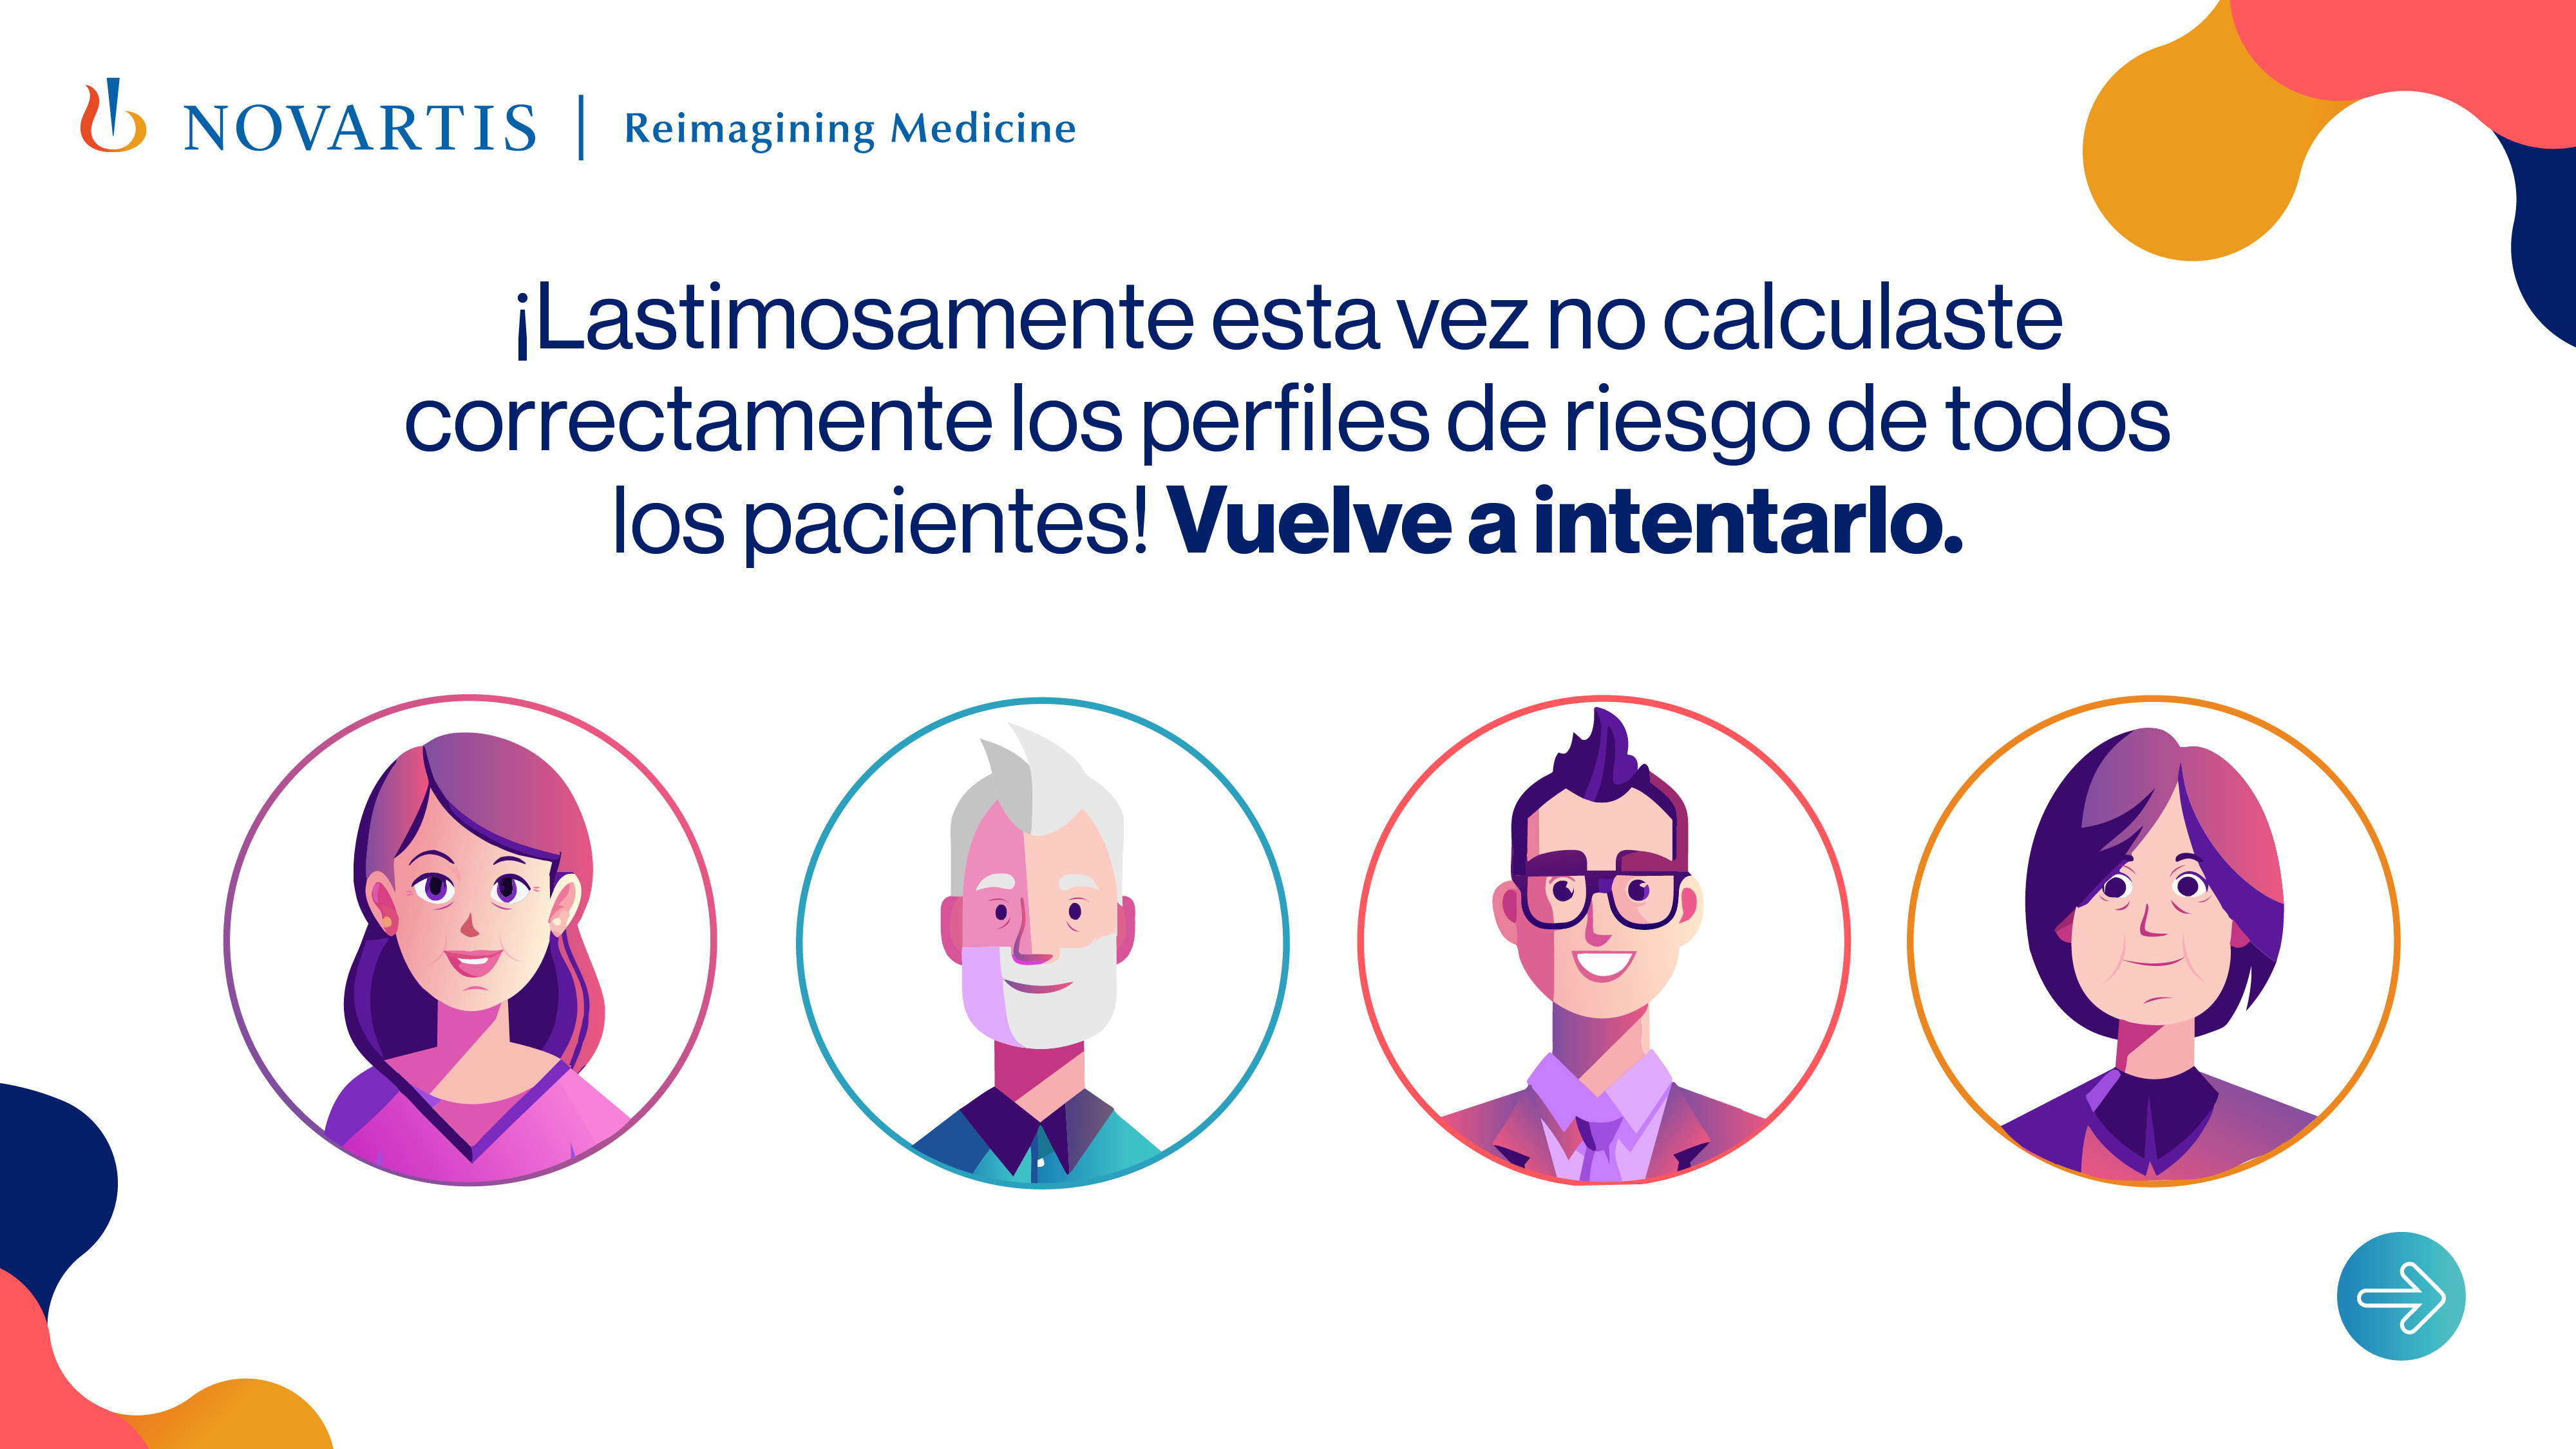 NOVARTIS | Reimagining Medicine
¡Lastimosamente esta vez no calculaste
correctamente los perfiles de riesgo de todos
los pacientes! Vuelve a intentarlo.